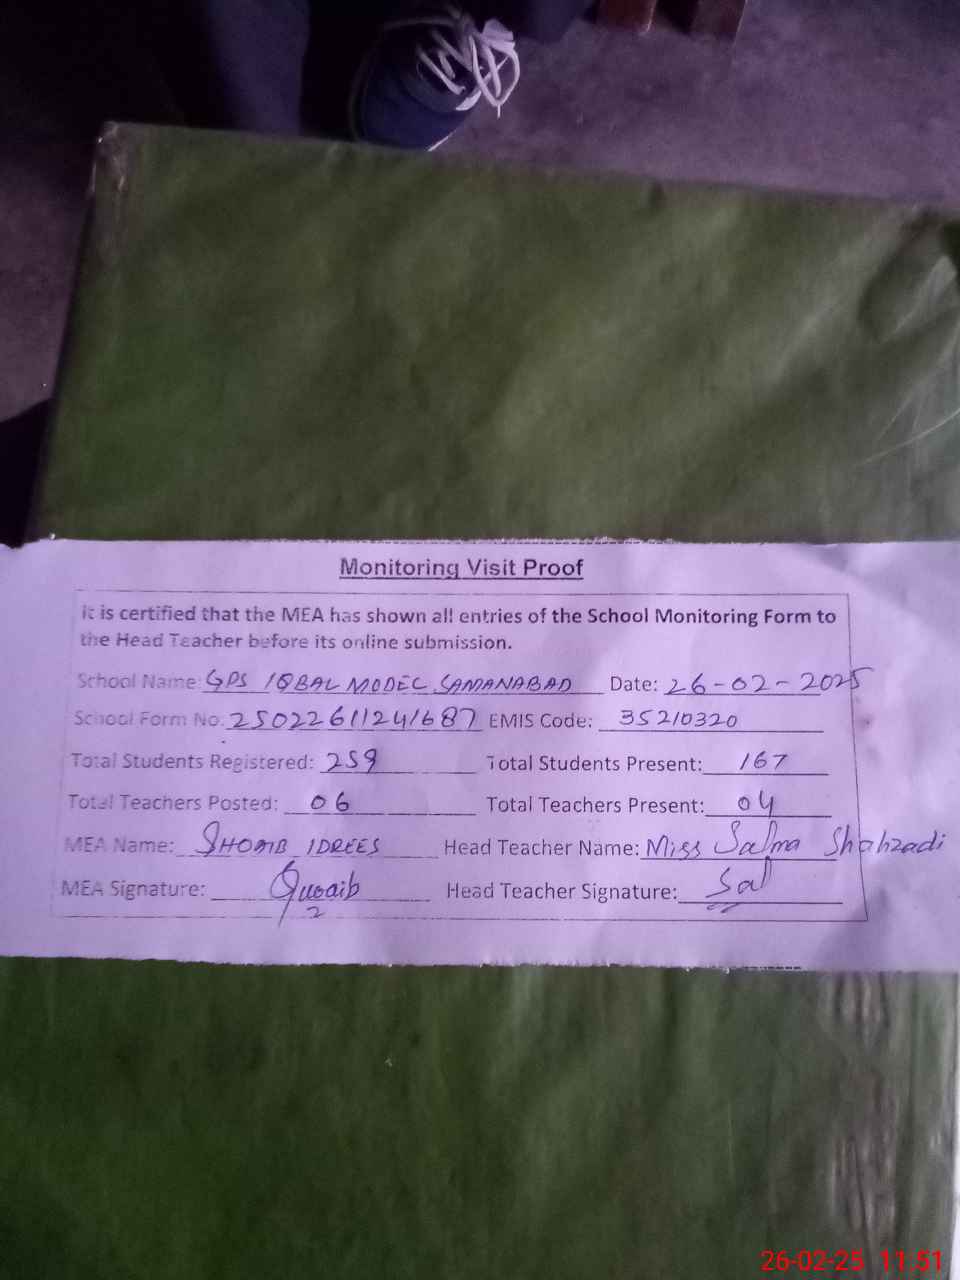 Monitoring Visit Proof
It is certified that the MEA has shown all entries of the School Monitoring Form to
the Head Teacher before its online submission.
School Name: GPS IQBAL MODEL SAMANABAD Date: 26-02-2025
School Form No: 25022611241687 EMIS Code: 35210320
Total Students Registered: 259 Total Students Present: 167
Total Teachers Posted: 06 Total Teachers Present: 04
MEA Name: SHOAIB IDREES Head Teacher Name: Miss Salma Shahzadi
MEA Signature: Head Teacher Signature: Sal
26-02-25 11:51